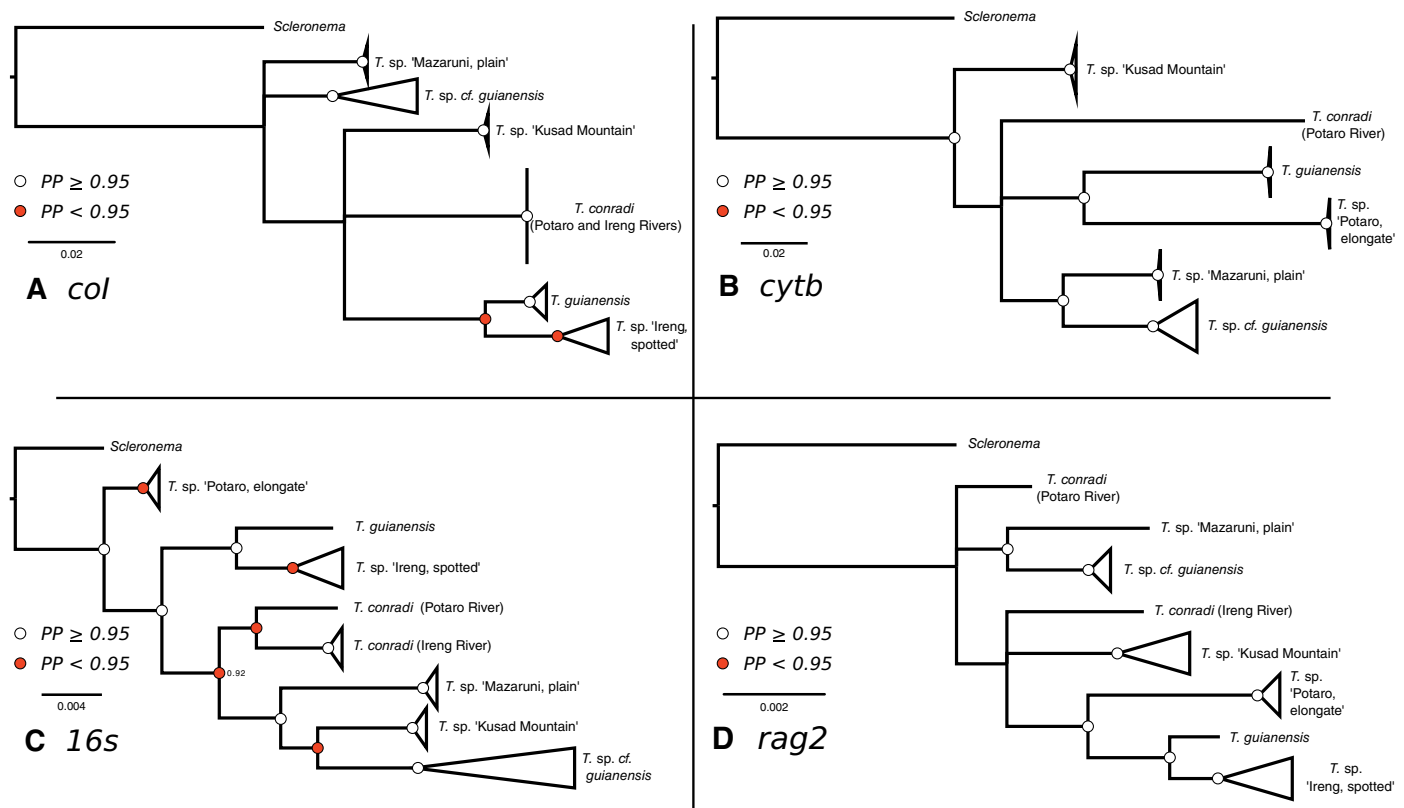 Scleronema
T. sp. 'Mazaruni, plain'
T. sp. cf. guianensis
T. sp. 'Kusad Mountain'
T. conradi
(Potaro and Ireng Rivers)
T. guianensis
T. sp. 'Ireng,
spotted'
PP ≥ 0.95
PP < 0.95
0.02
A coI
Scleronema
T. sp. 'Kusad Mountain'
T. conradi
(Potaro River)
T. guianensis
T. sp.
'Potaro,
elongate'
T. sp. 'Mazaruni, plain'
T. sp. cf. guianensis
PP ≥ 0.95
PP < 0.95
0.02
B cytb
Scleronema
T. sp. 'Potaro, elongate'
T. guianensis
T. sp. 'Ireng, spotted'
T. conradi (Potaro River)
T. conradi (Ireng River)
0.92
T. sp. 'Mazaruni, plain'
T. sp. 'Kusad Mountain'
T. sp. cf.
guianensis
PP ≥ 0.95
PP < 0.95
0.004
C 16s
Scleronema
T. conradi
(Potaro River)
T. sp. 'Mazaruni, plain'
T. sp. cf. guianensis
T. conradi (Ireng River)
T. sp. 'Kusad Mountain'
T. sp.
'Potaro,
elongate'
T. guianensis
T. sp.
'Ireng, spotted'
PP ≥ 0.95
PP < 0.95
0.002
D rag2